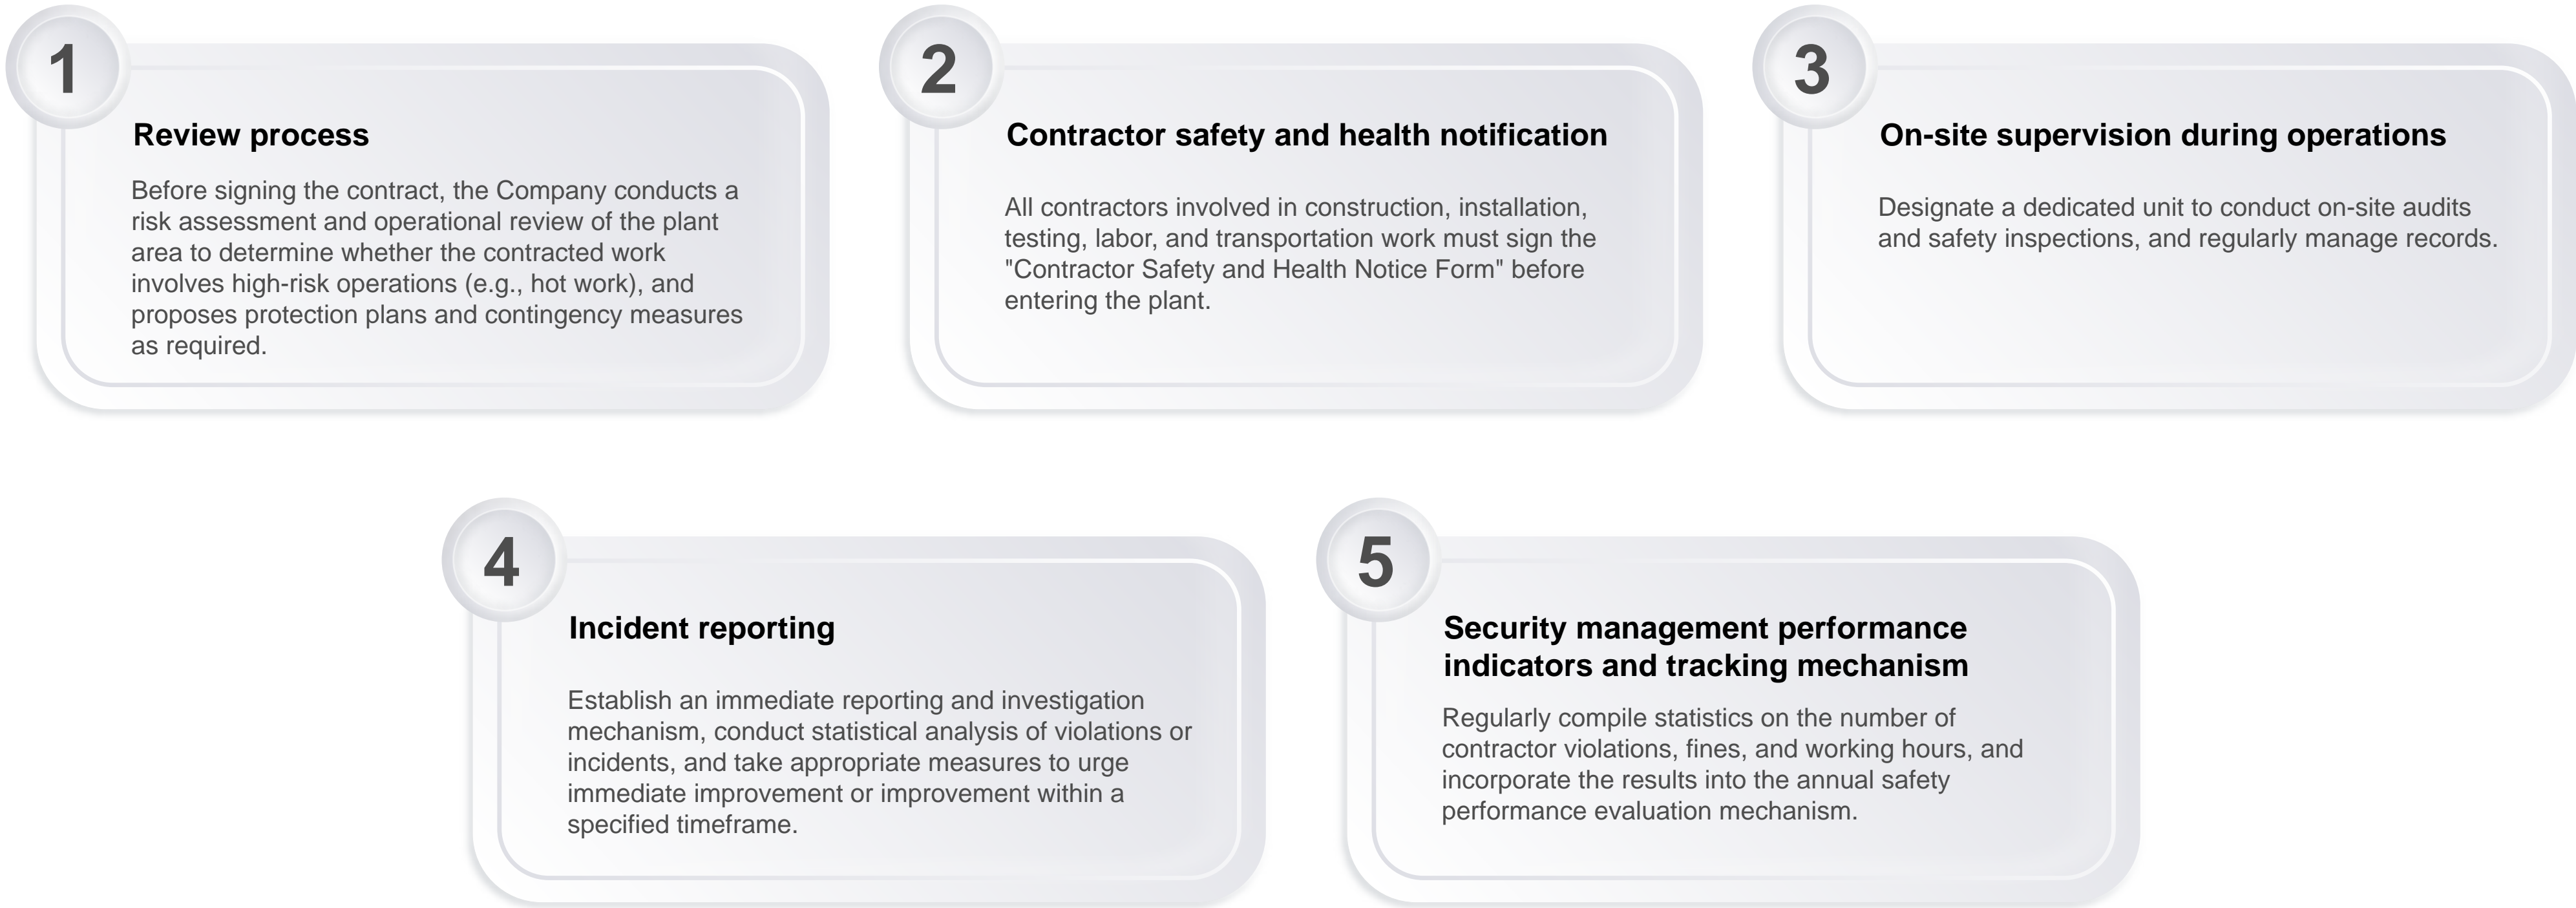 1
Review process
Before signing the contract, the Company conducts a
risk assessment and operational review of the plant
area to determine whether the contracted work
involves high-risk operations (e.g., hot work), and
proposes protection plans and contingency measures
as required.
2
Contractor safety and health notification
All contractors involved in construction, installation,
testing, labor, and transportation work must sign the
"Contractor Safety and Health Notice Form" before
entering the plant.
3
On-site supervision during operations
Designate a dedicated unit to conduct on-site audits
and safety inspections, and regularly manage records.
4
Incident reporting
Establish an immediate reporting and investigation
mechanism, conduct statistical analysis of violations or
incidents, and take appropriate measures to urge
immediate improvement or improvement within a
specified timeframe.
5
Security management performance
indicators and tracking mechanism
Regularly compile statistics on the number of
contractor violations, fines, and working hours, and
incorporate the results into the annual safety
performance evaluation mechanism.